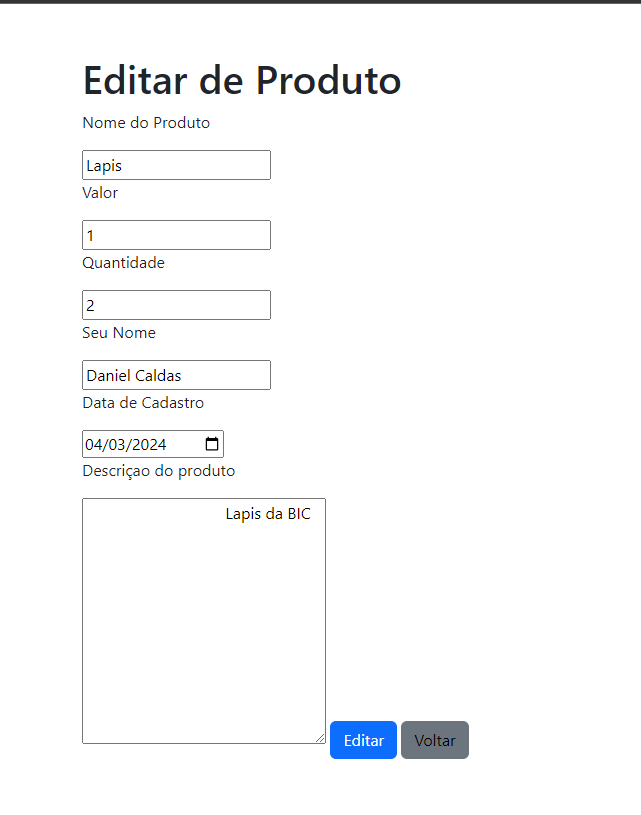 Editar de Produto
Nome do Produto
Lapis
Valor
1
Quantidade
2
Seu Nome
Daniel Caldas
Data de Cadastro
04/03/2024
Descriçao do produto
Lapis da BIC
Editar Voltar